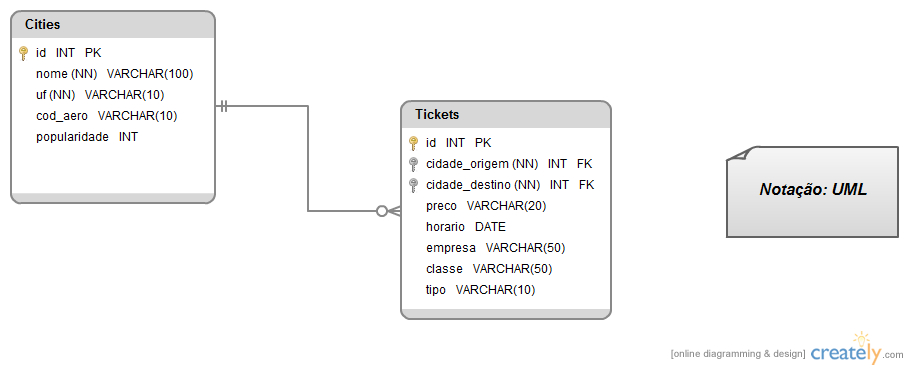 Cities
id INT PK
nome (NN) VARCHAR(100)
uf (NN) VARCHAR(10)
cod_aero VARCHAR(10)
popularidade INT
Tickets
id INT PK
cidade_origem (NN) INT FK
cidade_destino (NN) INT FK
preco VARCHAR(20)
horario DATE
empresa VARCHAR(50)
classe VARCHAR(50)
tipo VARCHAR(10)
Notação: UML
[online diagramming & design] creately.com